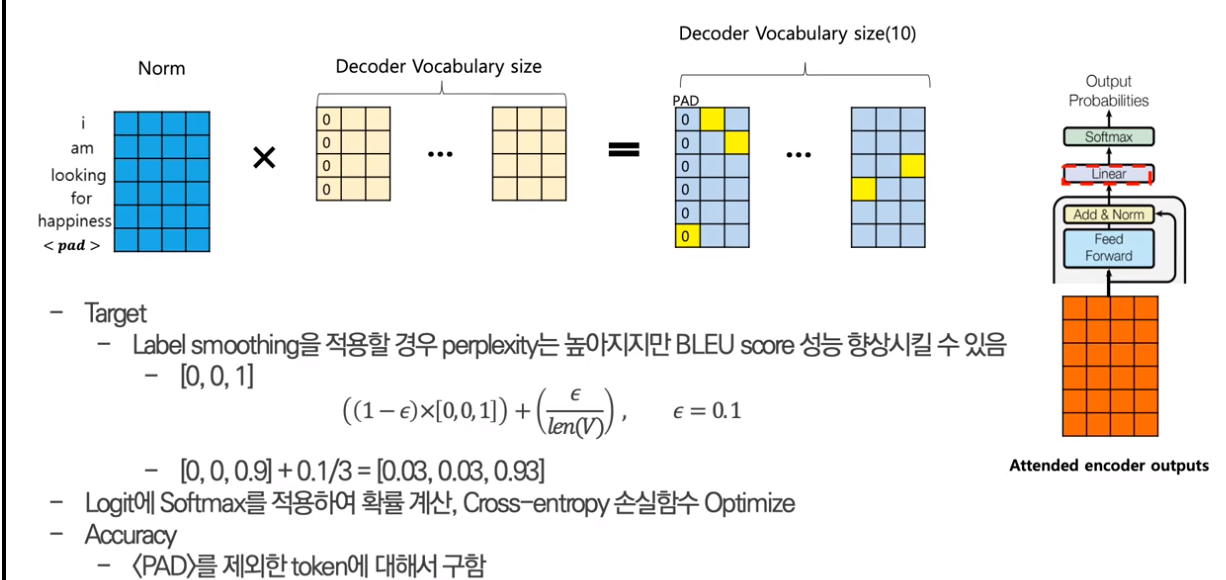 Decoder Vocabulary size(10)
Norm
Decoder Vocabulary size
PAD
i
am
looking
for
happiness
< pad >
0
0
0
0
×
...
=
0
0
0
0
0
0
...
Output
Probabilities
Softmax
Linear
Add & Norm
Feed
Forward
Attended encoder outputs
− Target
− Label smoothing을 적용할 경우 perplexity는 높아지지만 BLEU score 성능 향상시킬 수 있음
− [0, 0, 1]
((1 − ϵ)×[0,0,1]) + (ϵ/len(V)), ϵ = 0.1
− [0, 0, 0.9] + 0.1/3 = [0.03, 0.03, 0.93]
− Logit에 Softmax를 적용하여 확률 계산, Cross-entropy 손실함수 Optimize
− Accuracy
− 〈PAD〉를 제외한 token에 대해서 구함